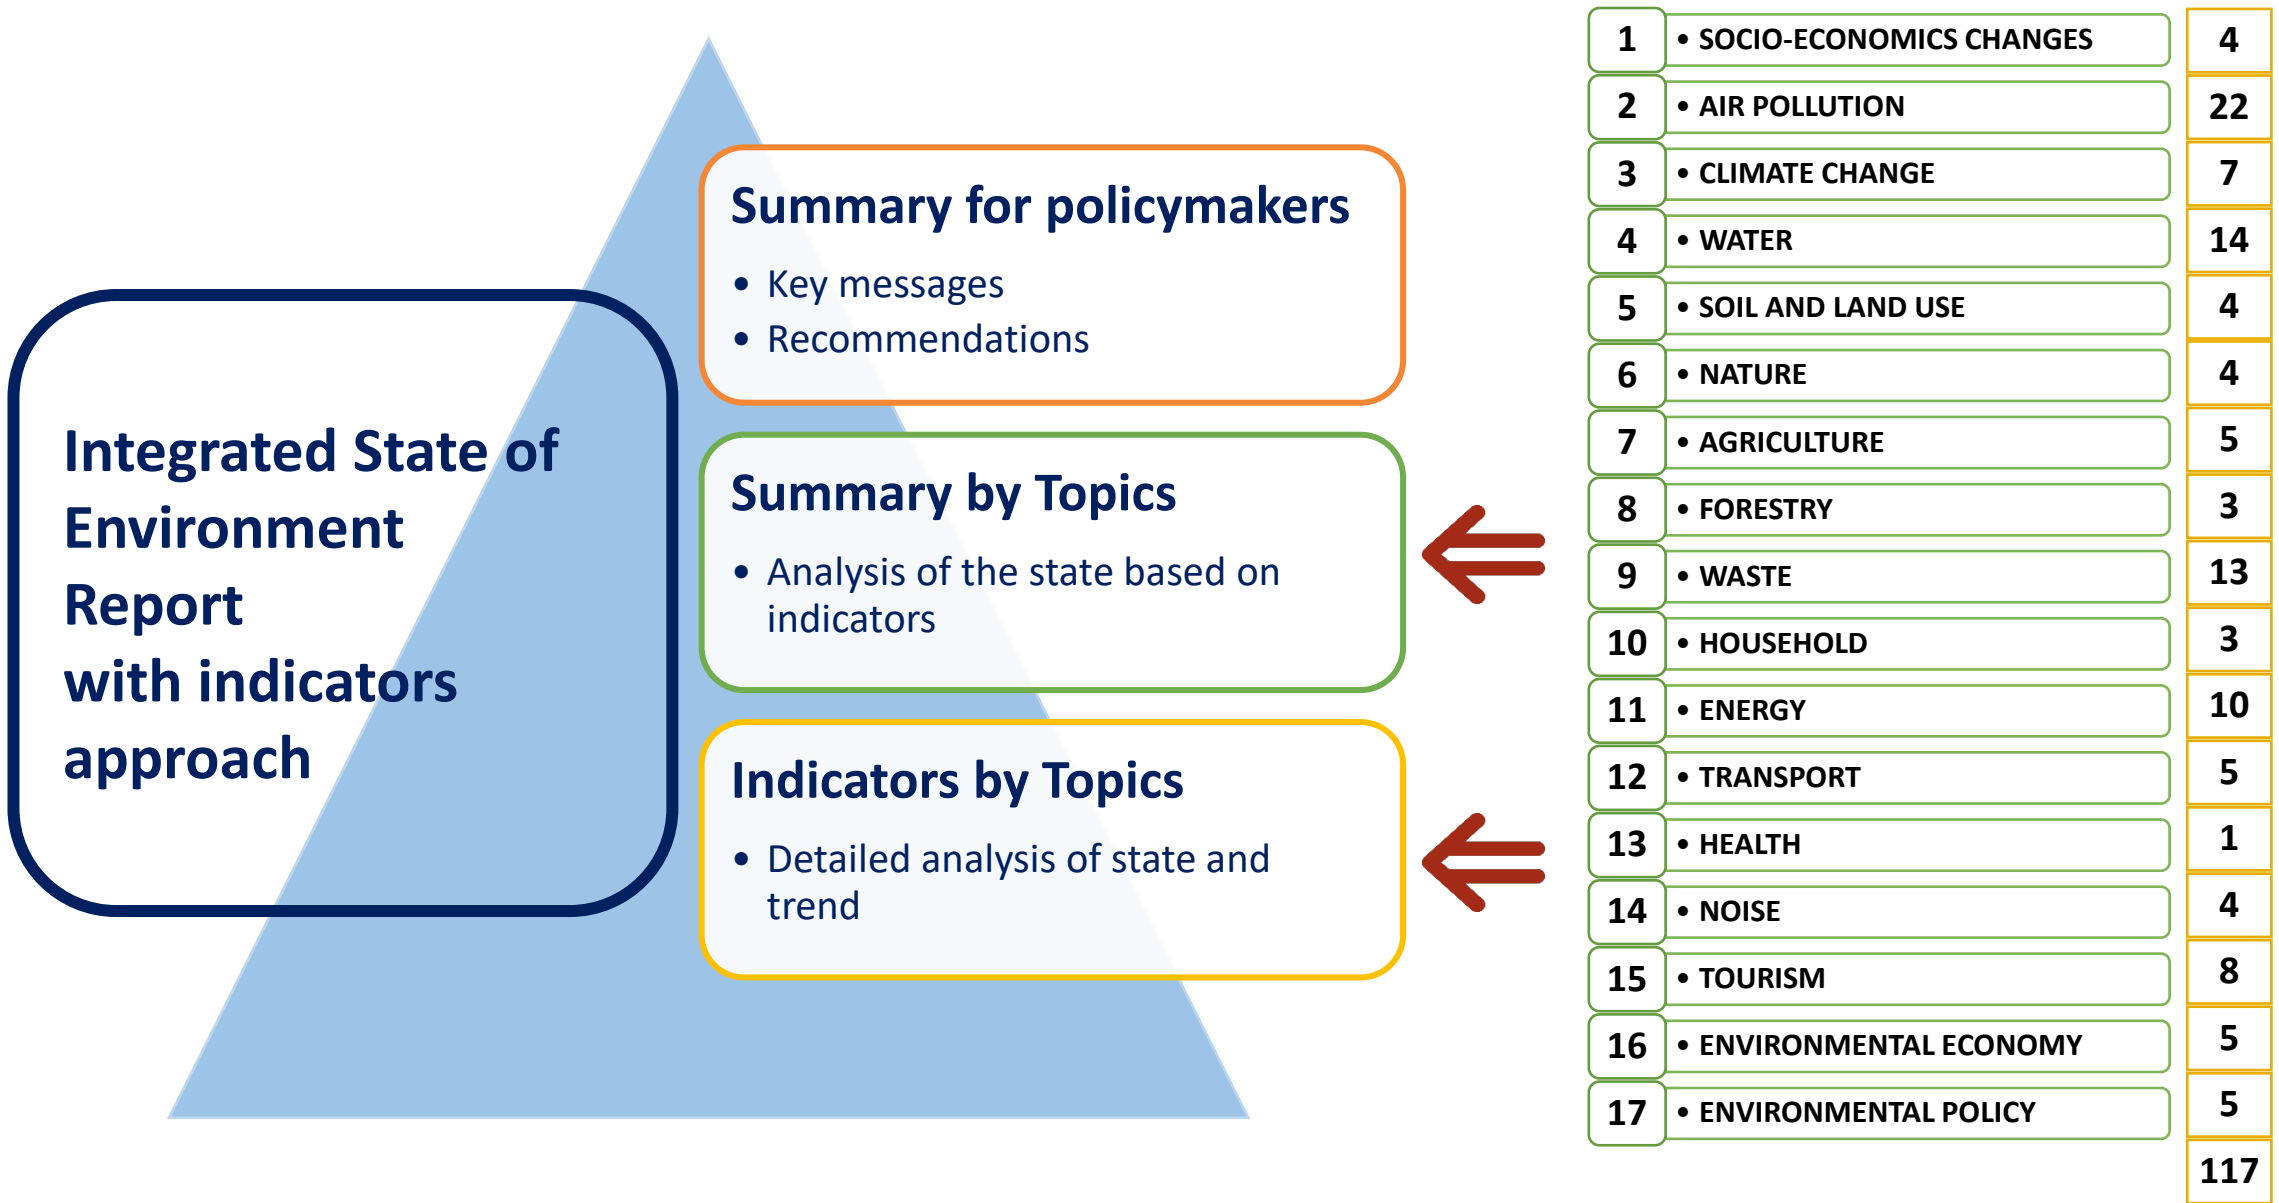 Integrated State of
Environment
Report
with indicators
approach
Summary for policymakers
• Key messages
• Recommendations
Summary by Topics
• Analysis of the state based on
indicators
Indicators by Topics
• Detailed analysis of state and
trend
1 • SOCIO-ECONOMICS CHANGES 4
2 • AIR POLLUTION 22
3 • CLIMATE CHANGE 7
4 • WATER 14
5 • SOIL AND LAND USE 4
6 • NATURE 4
7 • AGRICULTURE 5
8 • FORESTRY 3
9 • WASTE 13
10 • HOUSEHOLD 3
11 • ENERGY 10
12 • TRANSPORT 5
13 • HEALTH 1
14 • NOISE 4
15 • TOURISM 8
16 • ENVIRONMENTAL ECONOMY 5
17 • ENVIRONMENTAL POLICY 5
117